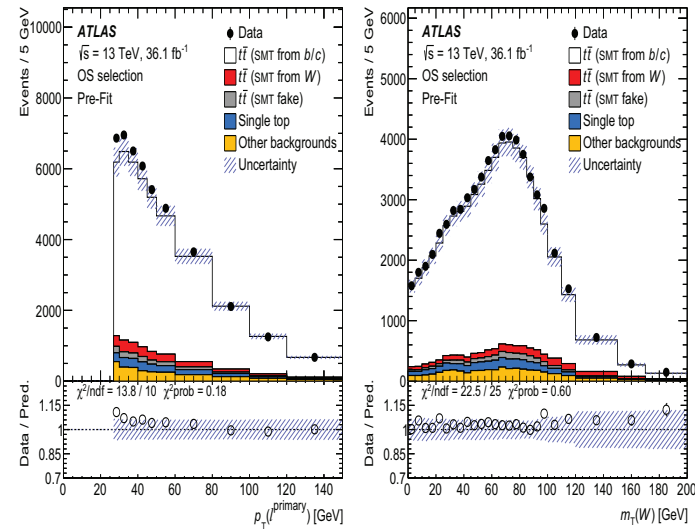 Events / 5 GeV
10000
8000
6000
4000
2000
0
ATLAS
√s = 13 TeV, 36.1 fb⁻¹
OS selection
Pre-Fit
Data
tt̄ (SMT from b/c)
tt̄ (SMT from W)
tt̄ (SMT fake)
Single top
Other backgrounds
Uncertainty
χ²/ndf = 13.8 / 10 χ²prob = 0.18
Data / Pred.
1.15
1
0.85
0.7
0 20 40 60 80 100 120 140
p_T(l^primary) [GeV]
Events / 5 GeV
6000
5000
4000
3000
2000
1000
0
ATLAS
√s = 13 TeV, 36.1 fb⁻¹
OS selection
Pre-Fit
Data
tt̄ (SMT from b/c)
tt̄ (SMT from W)
tt̄ (SMT fake)
Single top
Other backgrounds
Uncertainty
χ²/ndf = 22.5 / 25 χ²prob = 0.60
Data / Pred.
1.15
1
0.85
0.7
0 20 40 60 80 100 120 140 160 180 200
m_T(W) [GeV]